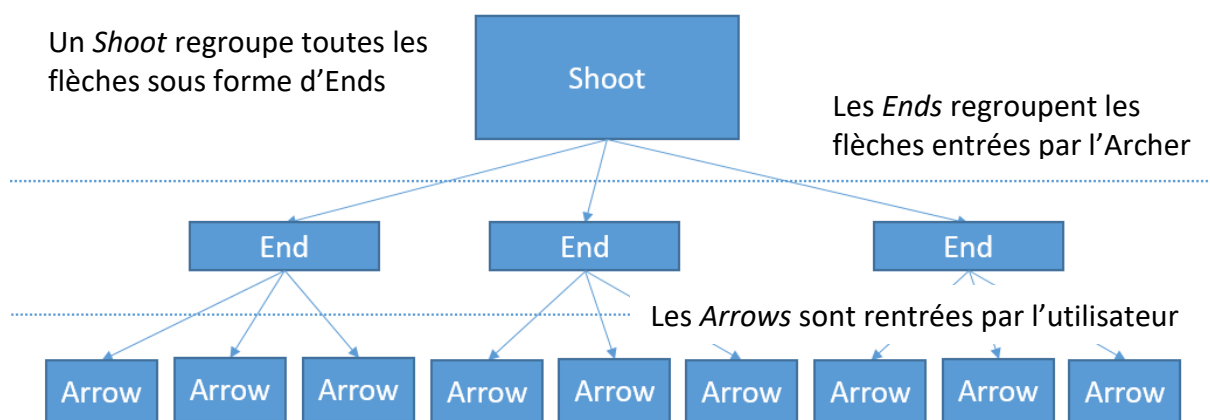 Un Shoot regroupe toutes les
flèches sous forme d’Ends
Shoot
Les Ends regroupent les
flèches entrées par l’Archer
End
End
End
Les Arrows sont rentrées par l’utilisateur
Arrow
Arrow
Arrow
Arrow
Arrow
Arrow
Arrow
Arrow
Arrow